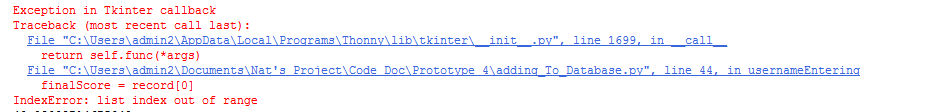 Exception in Tkinter callback
Traceback (most recent call last):
File "C:\Users\admin2\AppData\Local\Programs\Thonny\lib\tkinter\__init__.py", line 1699, in __call__
return self.func(*args)
File "C:\Users\admin2\Documents\Nat's Project\Code Doc\Prototype 4\adding_To_Database.py", line 44, in usernameEntering
finalScore = record[0]
IndexError: list index out of range